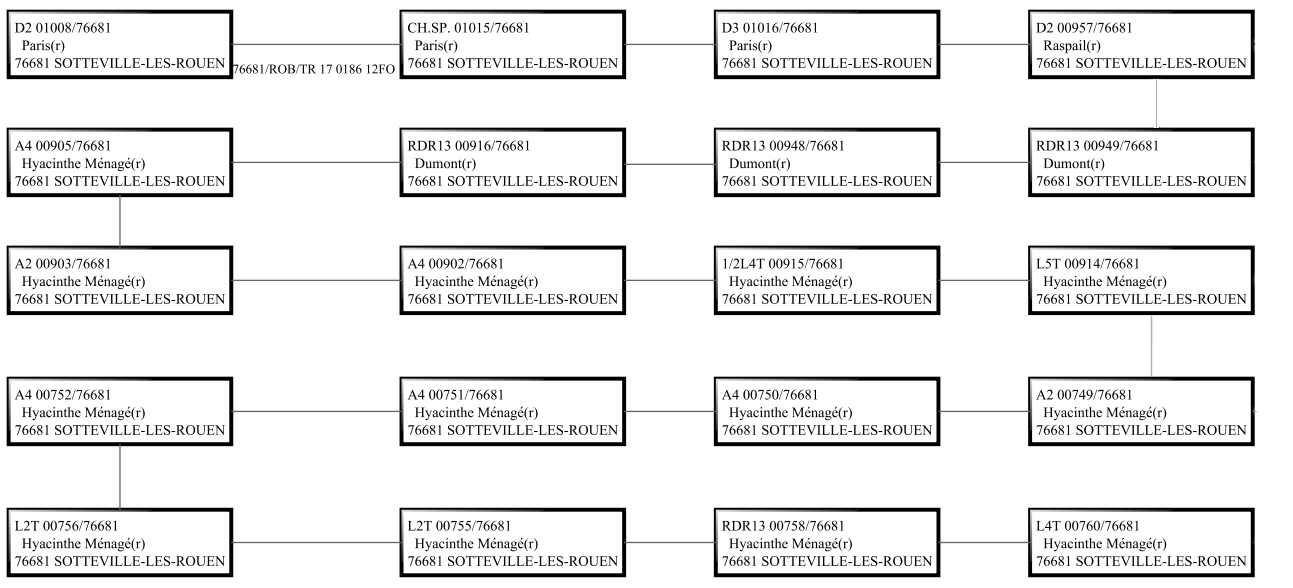 D2 01008/76681
Paris(r)
76681 SOTTEVILLE-LES-ROUEN
76681/ROB/TR 17 0186 12FO
CH.SP. 01015/76681
Paris(r)
76681 SOTTEVILLE-LES-ROUEN
D3 01016/76681
Paris(r)
76681 SOTTEVILLE-LES-ROUEN
D2 00957/76681
Raspail(r)
76681 SOTTEVILLE-LES-ROUEN
A4 00905/76681
Hyacinthe Ménagé(r)
76681 SOTTEVILLE-LES-ROUEN
RDR13 00916/76681
Dumont(r)
76681 SOTTEVILLE-LES-ROUEN
RDR13 00948/76681
Dumont(r)
76681 SOTTEVILLE-LES-ROUEN
RDR13 00949/76681
Dumont(r)
76681 SOTTEVILLE-LES-ROUEN
A2 00903/76681
Hyacinthe Ménagé(r)
76681 SOTTEVILLE-LES-ROUEN
A4 00902/76681
Hyacinthe Ménagé(r)
76681 SOTTEVILLE-LES-ROUEN
1/2L4T 00915/76681
Hyacinthe Ménagé(r)
76681 SOTTEVILLE-LES-ROUEN
L5T 00914/76681
Hyacinthe Ménagé(r)
76681 SOTTEVILLE-LES-ROUEN
A4 00752/76681
Hyacinthe Ménagé(r)
76681 SOTTEVILLE-LES-ROUEN
A4 00751/76681
Hyacinthe Ménagé(r)
76681 SOTTEVILLE-LES-ROUEN
A4 00750/76681
Hyacinthe Ménagé(r)
76681 SOTTEVILLE-LES-ROUEN
A2 00749/76681
Hyacinthe Ménagé(r)
76681 SOTTEVILLE-LES-ROUEN
L2T 00756/76681
Hyacinthe Ménagé(r)
76681 SOTTEVILLE-LES-ROUEN
L2T 00755/76681
Hyacinthe Ménagé(r)
76681 SOTTEVILLE-LES-ROUEN
RDR13 00758/76681
Hyacinthe Ménagé(r)
76681 SOTTEVILLE-LES-ROUEN
L4T 00760/76681
Hyacinthe Ménagé(r)
76681 SOTTEVILLE-LES-ROUEN